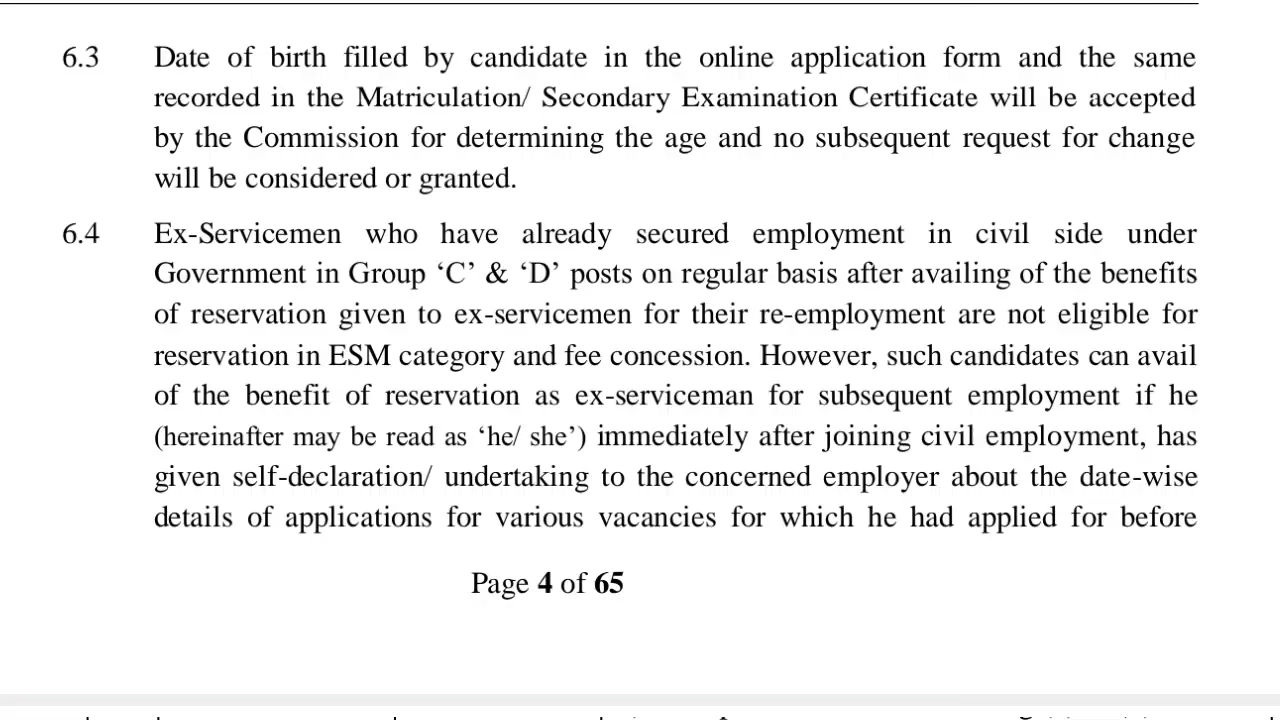 6.3 Date of birth filled by candidate in the online application form and the same
recorded in the Matriculation/ Secondary Examination Certificate will be accepted
by the Commission for determining the age and no subsequent request for change
will be considered or granted.
6.4 Ex-Servicemen who have already secured employment in civil side under
Government in Group ‘C’ & ‘D’ posts on regular basis after availing of the benefits
of reservation given to ex-servicemen for their re-employment are not eligible for
reservation in ESM category and fee concession. However, such candidates can avail
of the benefit of reservation as ex-serviceman for subsequent employment if he
(hereinafter may be read as ‘he/ she’) immediately after joining civil employment, has
given self-declaration/ undertaking to the concerned employer about the date-wise
details of applications for various vacancies for which he had applied for before
Page 4 of 65